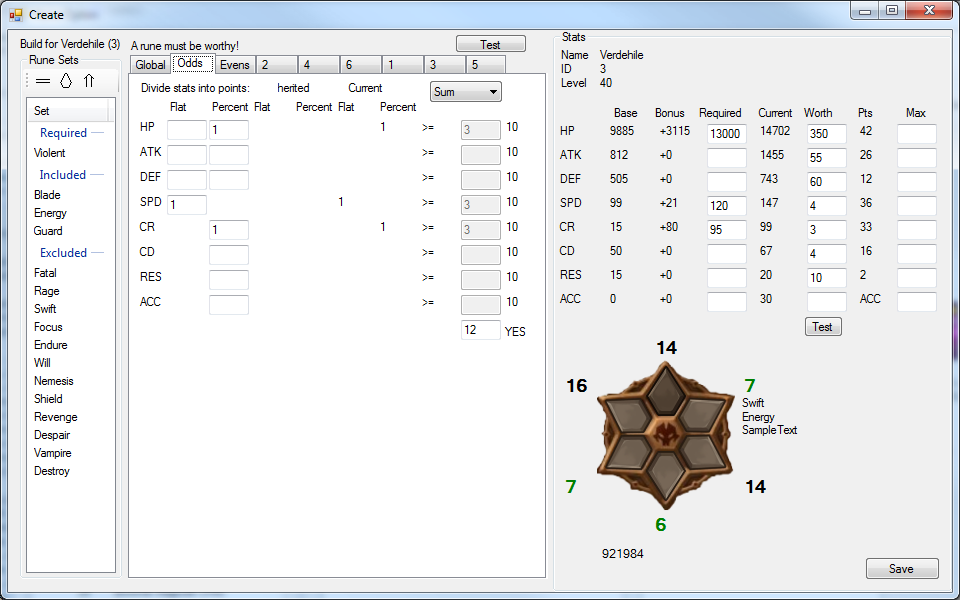 Create
Build for Verdehile (3)
A rune must be worthy!
Test
Rune Sets
Set
Required
Violent
Included
Blade
Energy
Guard
Excluded
Fatal
Rage
Swift
Focus
Endure
Will
Nemesis
Shield
Revenge
Despair
Vampire
Destroy
Global Odds Evens 2 4 6 1 3 5
Divide stats into points: herited Current Sum
Flat Percent Flat Percent Flat Percent
HP 1 1 >= 3 10
ATK >= 10
DEF >= 10
SPD 1 1 >= 3 10
CR 1 1 >= 3 10
CD >= 10
RES >= 10
ACC >= 10
12 YES
Stats
Name Verdehile
ID 3
Level 40
Base Bonus Required Current Worth Pts Max
HP 9885 +3115 13000 14702 350 42
ATK 812 +0 1455 55 26
DEF 505 +0 743 60 12
SPD 99 +21 120 147 4 36
CR 15 +80 95 99 3 33
CD 50 +0 67 4 16
RES 15 +0 20 10 2
ACC 0 +0 30 ACC
Test
14
16
7
Swift
Energy
SampleText
7
14
6
921984
Save